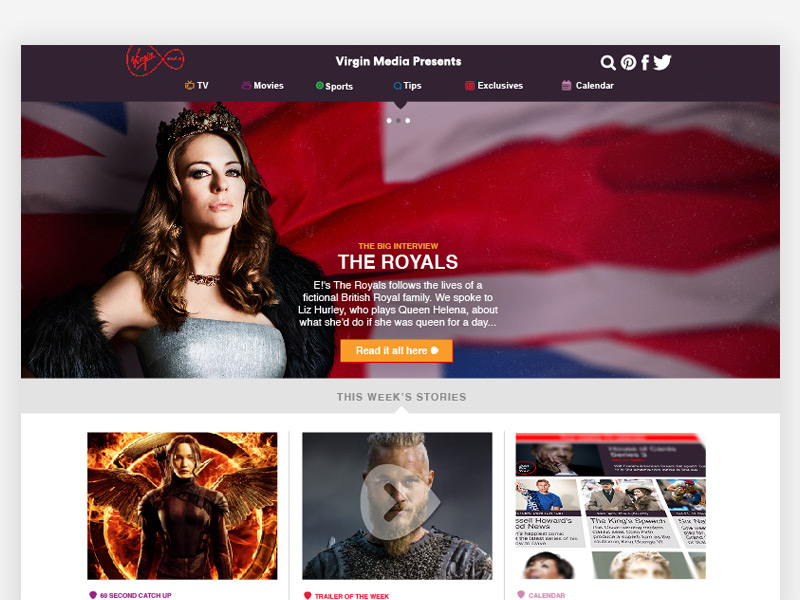 Virgin media
Virgin Media Presents
TV
Movies
Sports
Tips
Exclusives
Calendar
THE BIG INTERVIEW
THE ROYALS
E!'s The Royals follows the lives of a
fictional British Royal family. We spoke to
Liz Hurley, who plays Queen Helena, about
what she'd do if she was queen for a day...
Read it all here
THIS WEEK'S STORIES
House of Cards
Series 3
ssell Howard's
od News
The King's Speech
Six Na
60 SECOND CATCH UP
TRAILER OF THE WEEK
CALENDAR